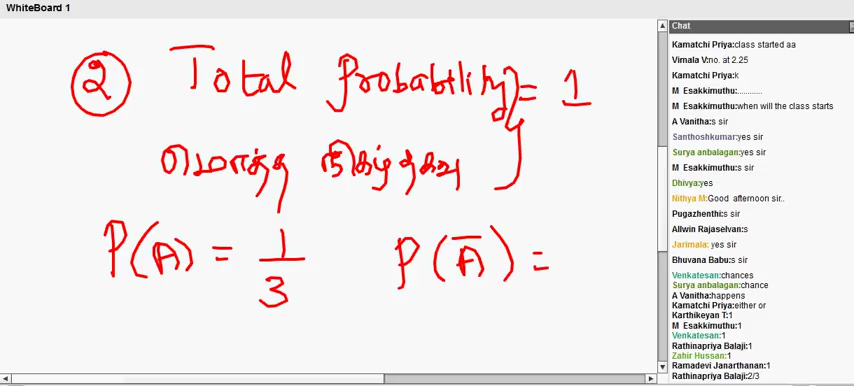 WhiteBoard 1
② Total Probability = 1
மொத்த நிகழ்தகவு
P(A) = 1/3 P(A̅) =
Chat
Kamatchi Priya:class started aa
Vimala V:no. at 2.25
Kamatchi Priya:k
M Esakkimuthu:...........
M Esakkimuthu:when will the class starts
A Vanitha:s sir
Santhoshkumar:yes sir
Surya anbalagan:yes sir
M Esakkimuthu:s sir
Dhivya:yes
Nithya M:Good afternoon sir..
Pugazhenthi:s sir
Allwin Rajaselvan:s
Jarimala: yes sir
Bhuvana Babu:s sir
Venkatesan:chances
Surya anbalagan:chance
A Vanitha:happens
Kamatchi Priya:either or
Karthikeyan T:1
M Esakkimuthu:1
Venkatesan:1
Rathinapriya Balaji:1
Zahir Hussan:1
Ramadevi Janarthanan:1
Rathinapriya Balaji:2/3